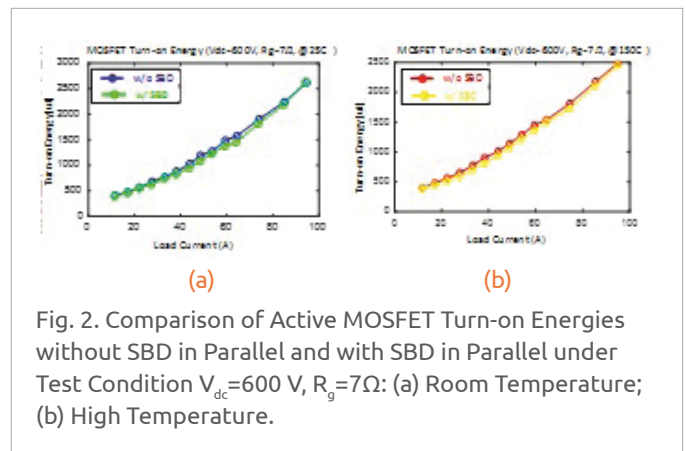 MOSFET Turn-on Energy (Vdc=600V, Rg=7Ω, @25C )
3000
2500
2000
1500
1000
500
0
Turn-on Energy[uJ]
w/o SBD
w/ SBD
0 20 40 60 80 100
Load Current (A)
(a)
MOSFET Turn-on Energy (Vdc=600V, Rg=7Ω, @150C )
2500
2000
1500
1000
500
0
Turn-on Energy[uJ]
w/o SBD
w/ SBD
0 20 40 60 80 100
Load Current (A)
(b)
Fig. 2. Comparison of Active MOSFET Turn-on Energies
without SBD in Parallel and with SBD in Parallel under
Test Condition Vdc=600 V, Rg=7Ω: (a) Room Temperature;
(b) High Temperature.